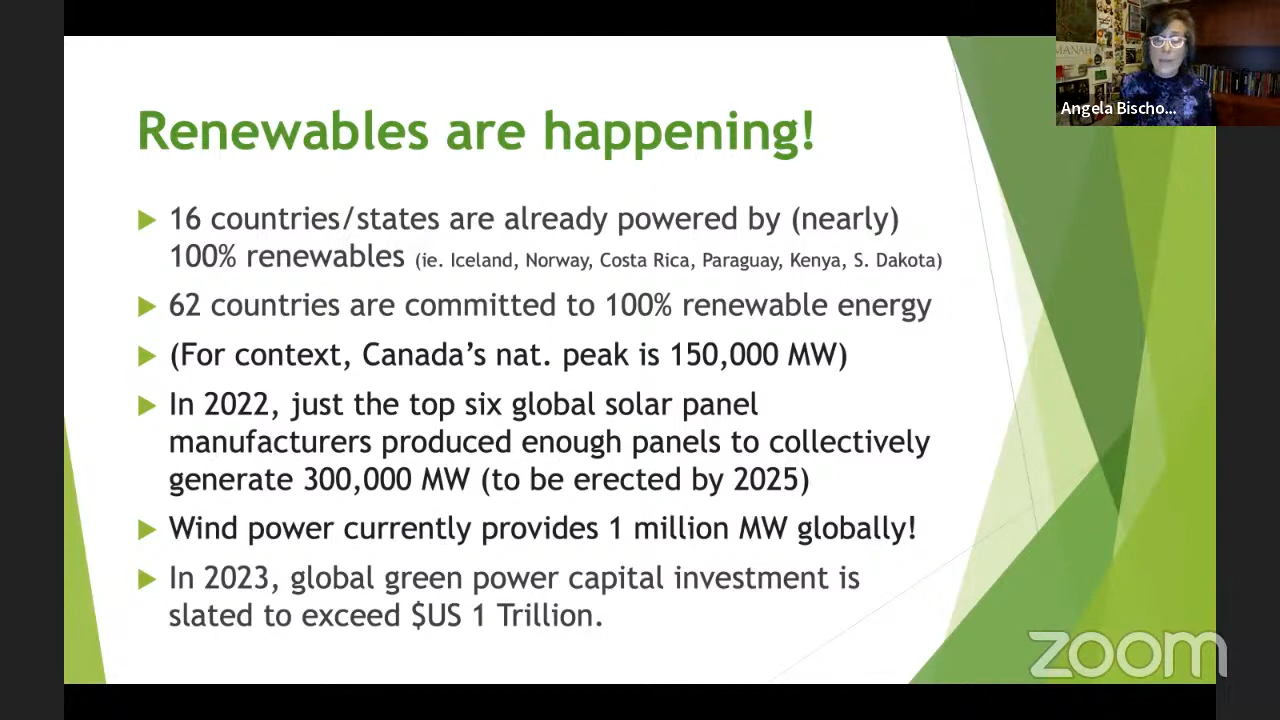 MANAH
Angela Bischo...
Renewables are happening!
16 countries/states are already powered by (nearly)
100% renewables (ie. Iceland, Norway, Costa Rica, Paraguay, Kenya, S. Dakota)
62 countries are committed to 100% renewable energy
(For context, Canada’s nat. peak is 150,000 MW)
In 2022, just the top six global solar panel
manufacturers produced enough panels to collectively
generate 300,000 MW (to be erected by 2025)
Wind power currently provides 1 million MW globally!
In 2023, global green power capital investment is
slated to exceed $US 1 Trillion.
zoom